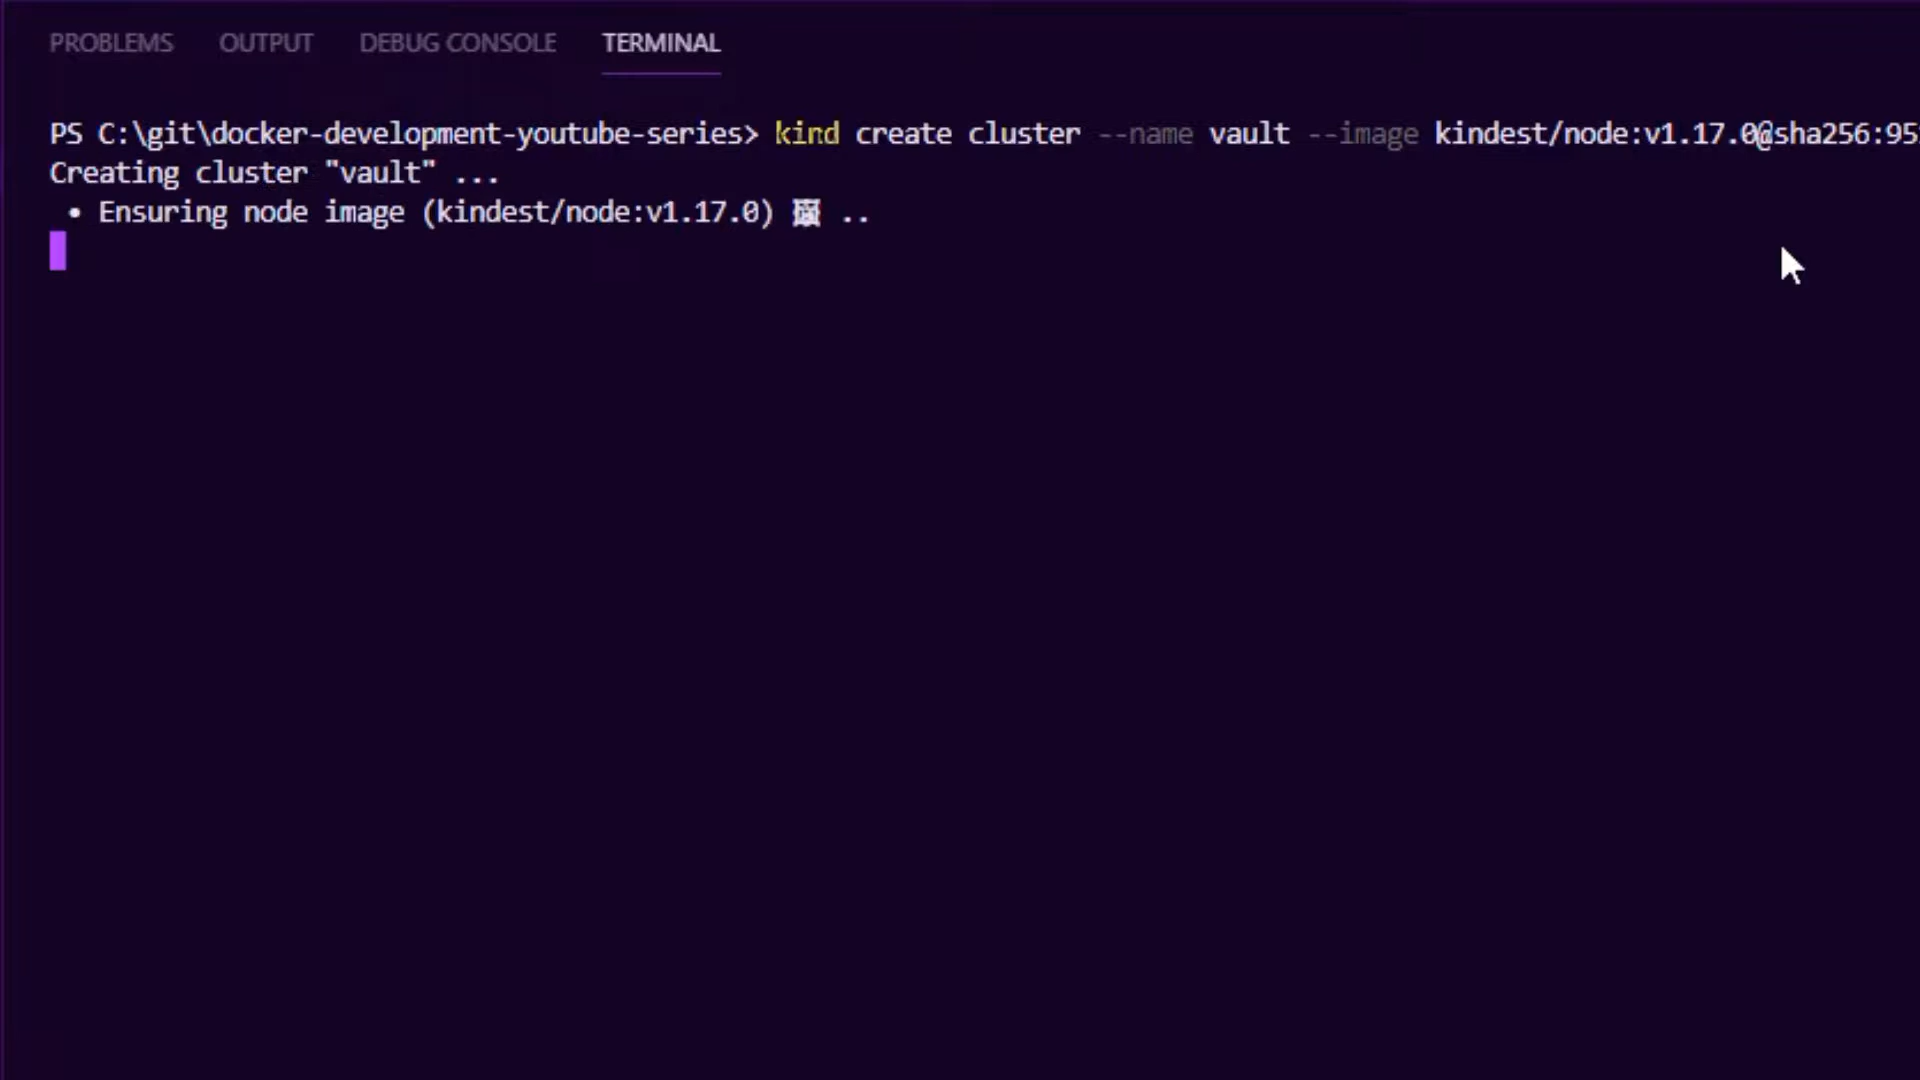 PROBLEMS OUTPUT DEBUG CONSOLE TERMINAL
PS C:\git\docker-development-youtube-series> kind create cluster --name vault --image kindest/node:v1.17.0@sha256:95
Creating cluster "vault" ...
• Ensuring node image (kindest/node:v1.17.0) 🖼 ..